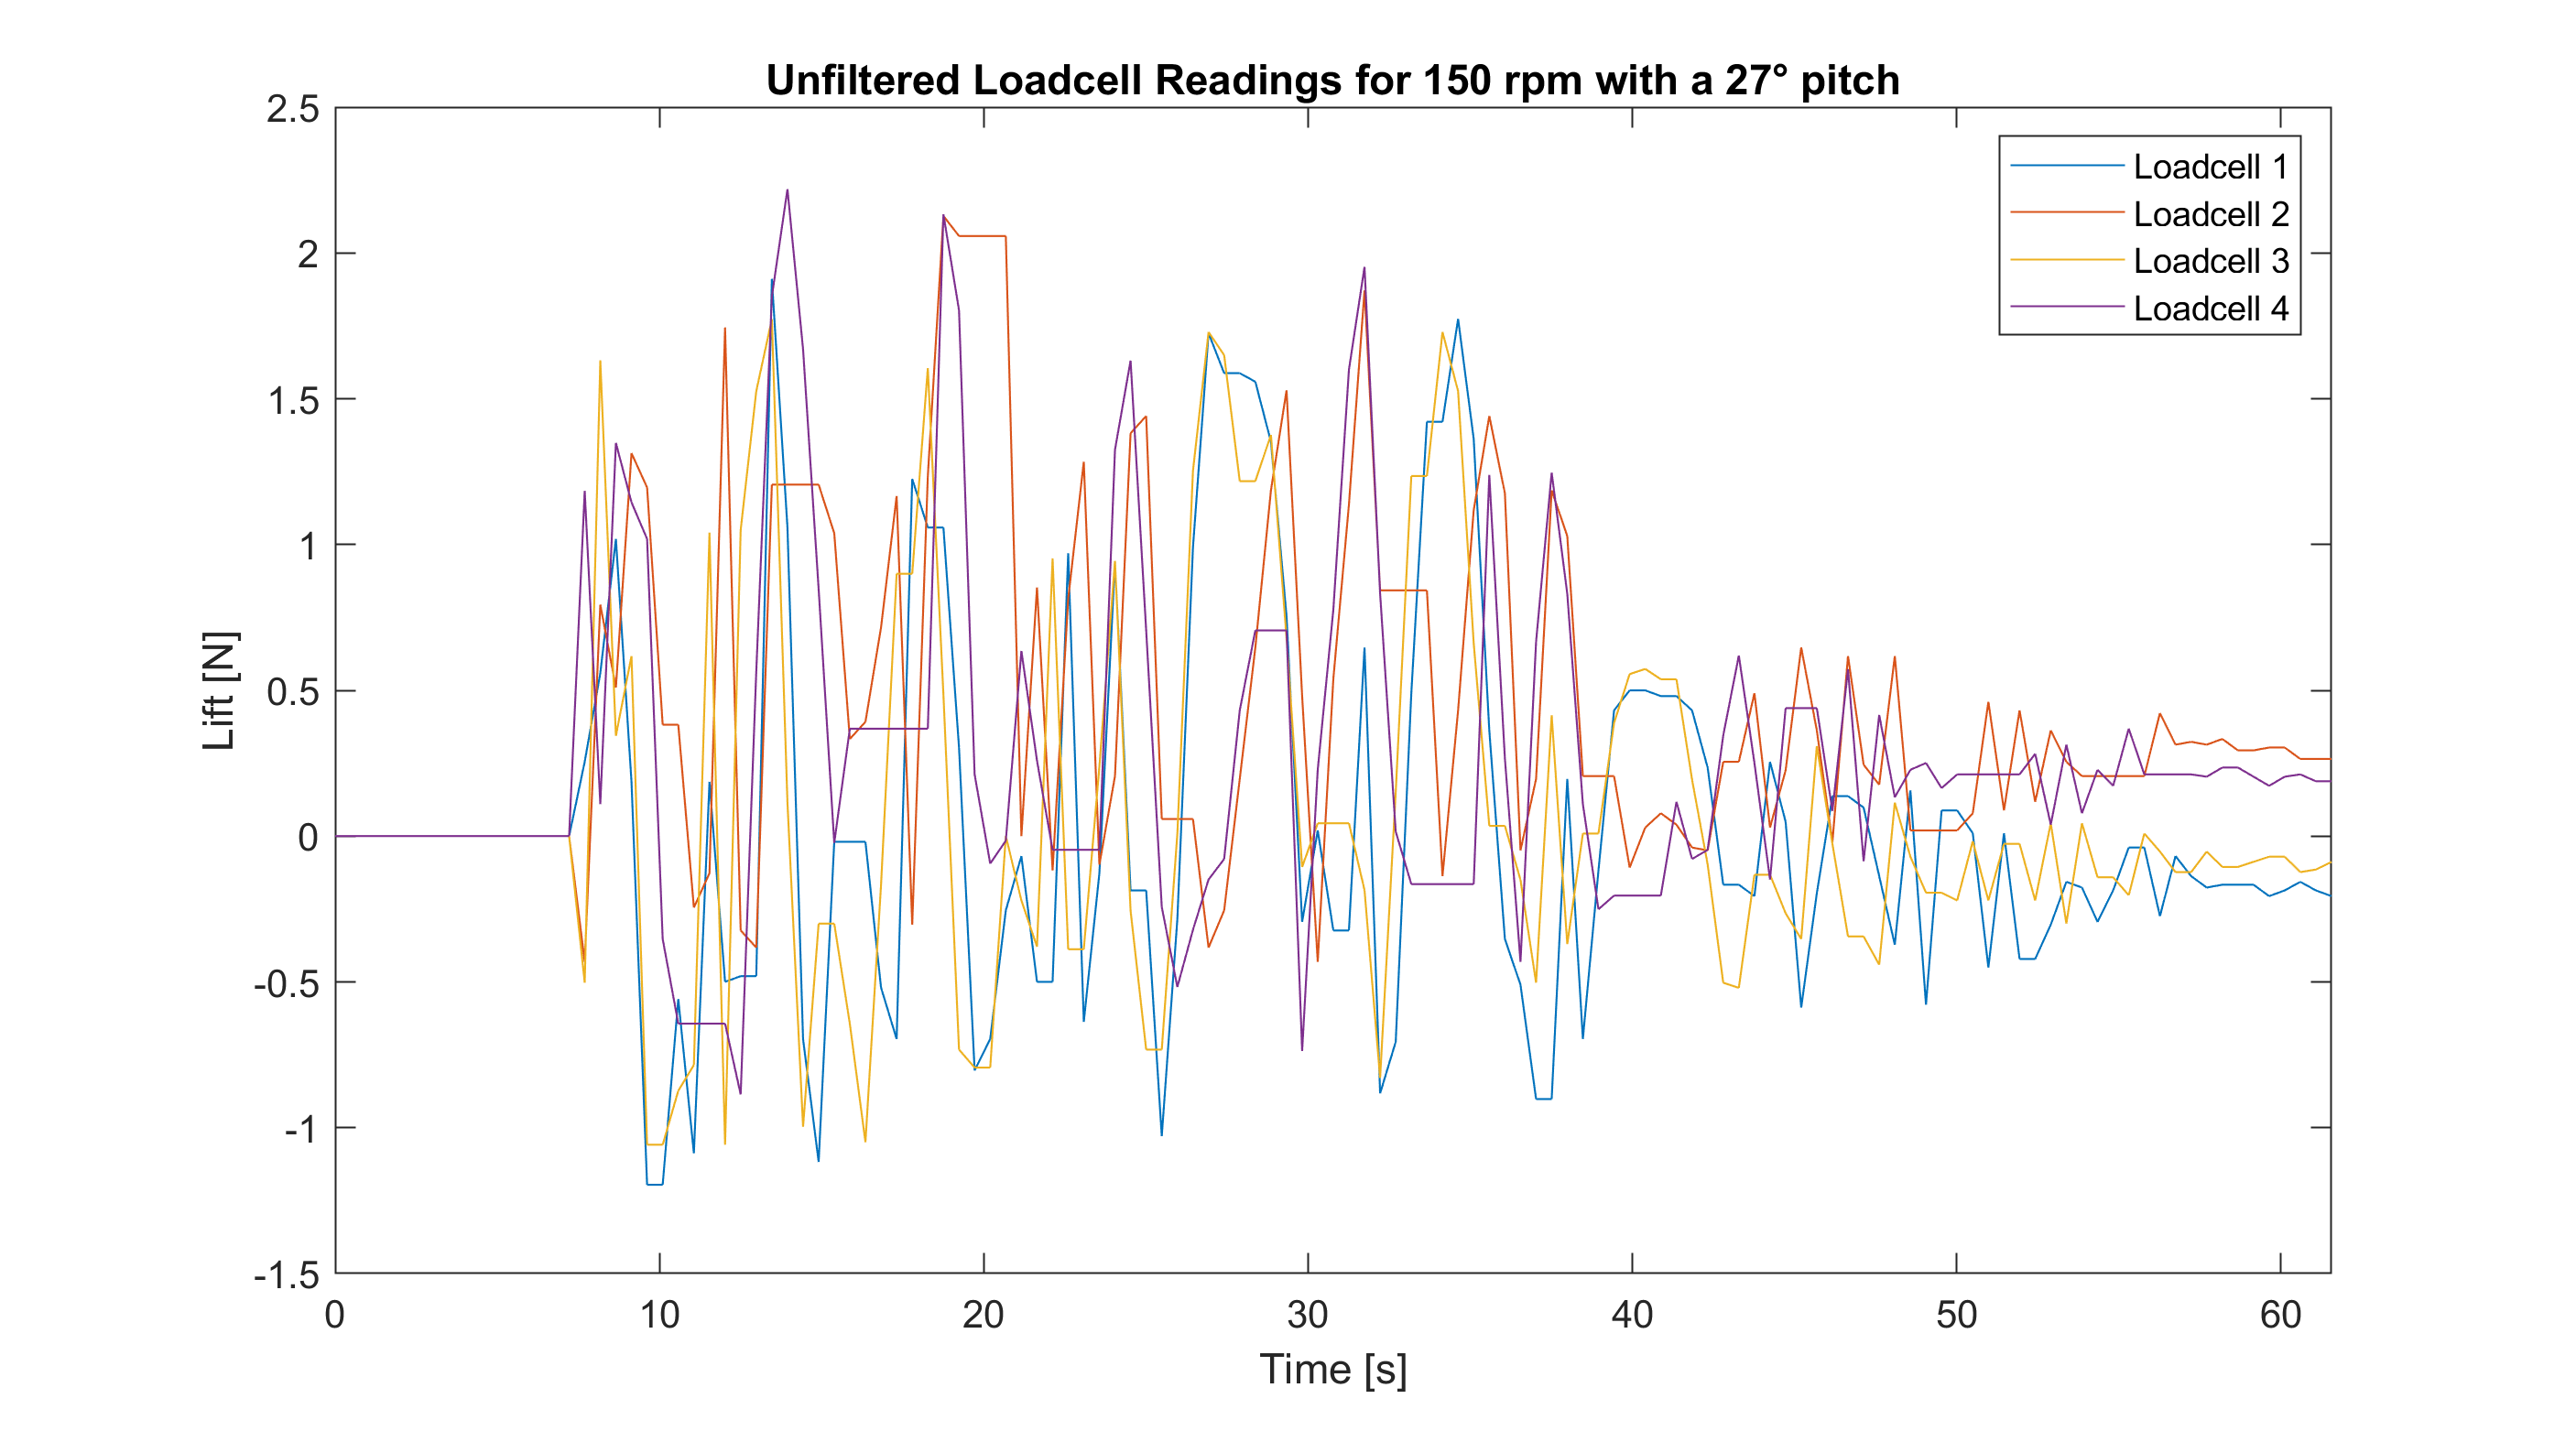 Unfiltered Loadcell Readings for 150 rpm with a 27° pitch
2.5
2
1.5
1
0.5
0
-0.5
-1
-1.5
Lift [N]
Loadcell 1
Loadcell 2
Loadcell 3
Loadcell 4
0 10 20 30 40 50 60
Time [s]